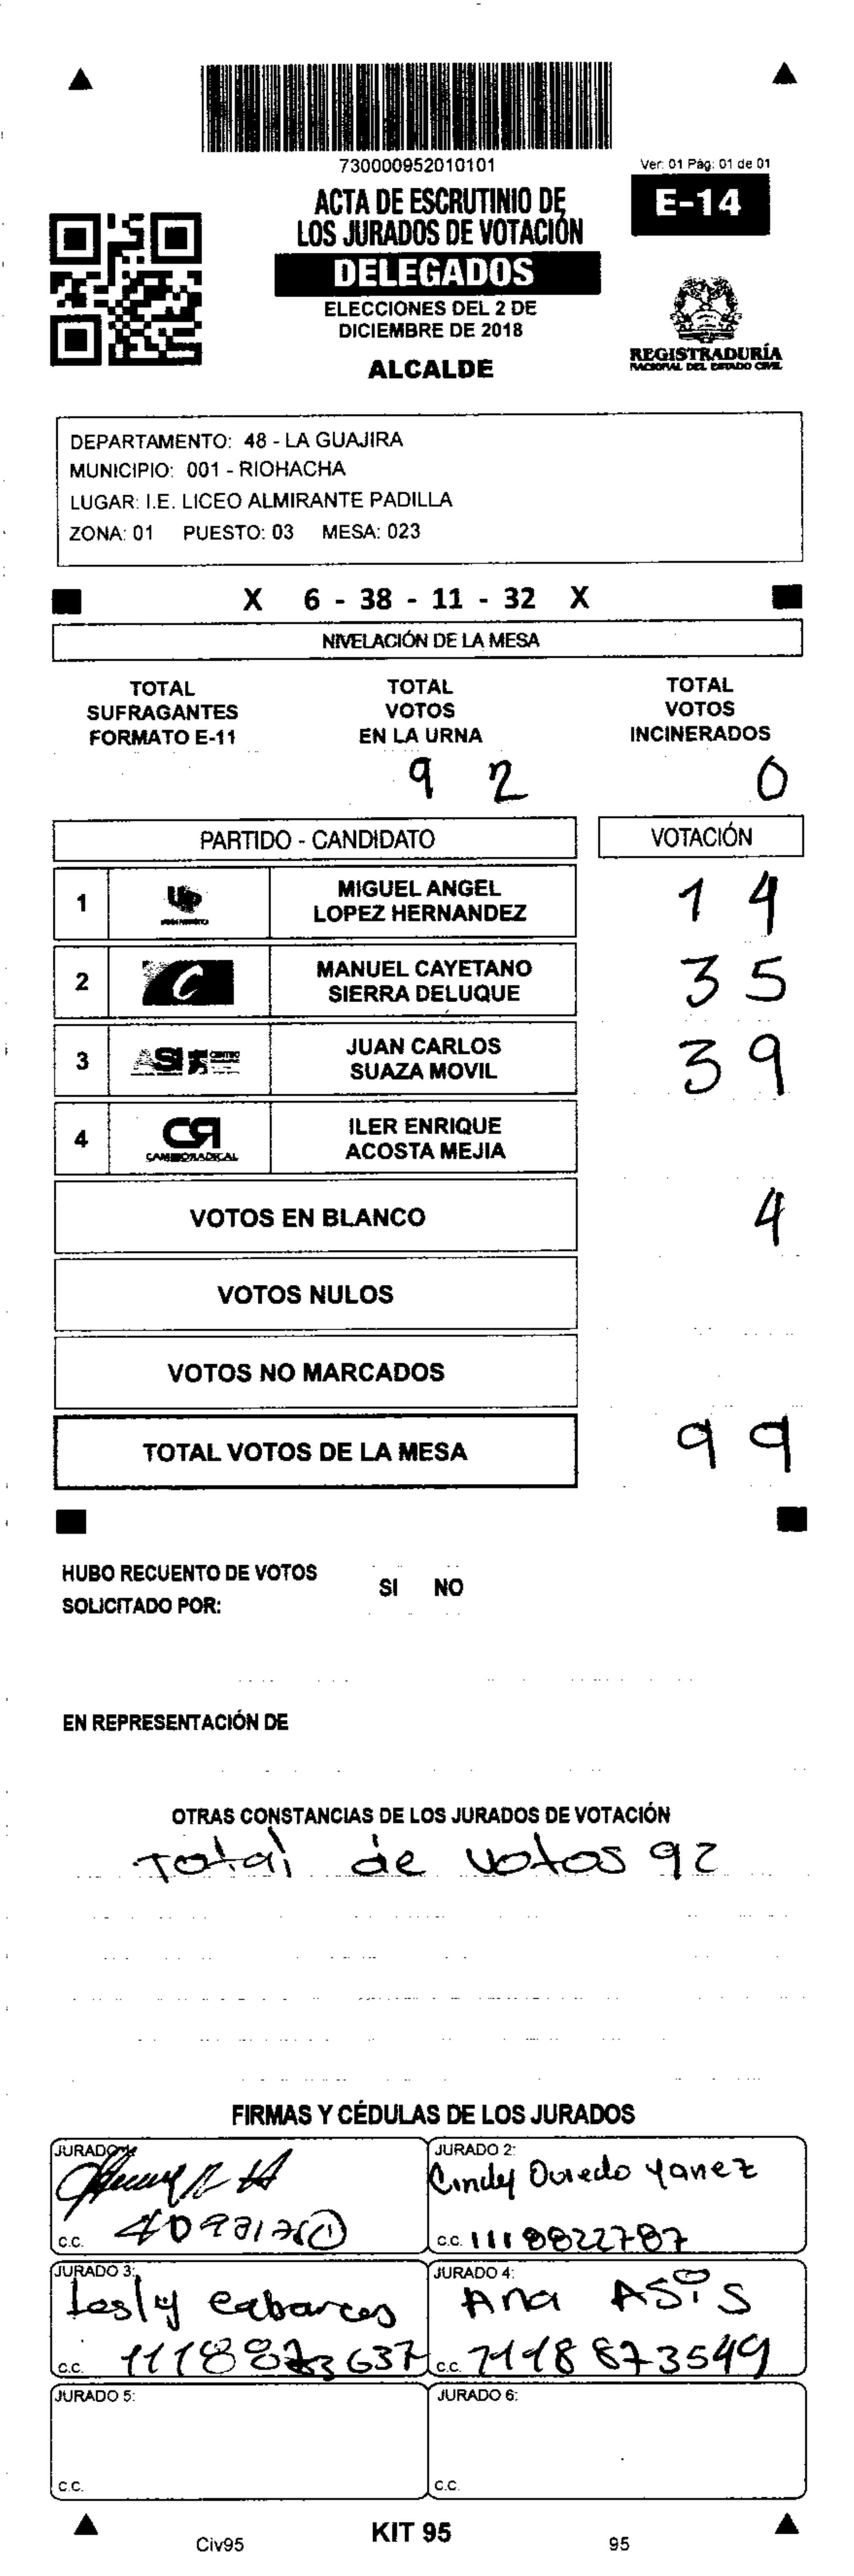 730000952010101
Ver: 01 Pág: 01 de 01
ACTA DE ESCRUTINIO DE
LOS JURADOS DE VOTACIÓN
E-14
DELEGADOS
ELECCIONES DEL 2 DE
DICIEMBRE DE 2018
ALCALDE
REGISTRADURÍA
NACIONAL DEL ESTADO CIVIL
DEPARTAMENTO: 48 - LA GUAJIRA
MUNICIPIO: 001 - RIOHACHA
LUGAR: I.E. LICEO ALMIRANTE PADILLA
ZONA: 01 PUESTO: 03 MESA: 023
X 6 - 38 - 11 - 32 X
NIVELACIÓN DE LA MESA
TOTAL
SUFRAGANTES
FORMATO E-11
TOTAL
VOTOS
EN LA URNA
92
TOTAL
VOTOS
INCINERADOS
0
PARTIDO - CANDIDATO VOTACIÓN
1 Up MIGUEL ANGEL
LOPEZ HERNANDEZ 14
2 C MANUEL CAYETANO
SIERRA DELUQUE 35
3 ASI JUAN CARLOS
SUAZA MOVIL 39
4 CR CAMBIO RADICAL ILER ENRIQUE
ACOSTA MEJIA
VOTOS EN BLANCO 4
VOTOS NULOS
VOTOS NO MARCADOS
TOTAL VOTOS DE LA MESA 99
HUBO RECUENTO DE VOTOS SI NO
SOLICITADO POR:
EN REPRESENTACIÓN DE
OTRAS CONSTANCIAS DE LOS JURADOS DE VOTACIÓN
Total de votos 92
FIRMAS Y CÉDULAS DE LOS JURADOS
JURADO 1:
C.C.
JURADO 2:
Cindy Oviedo Yanez
C.C. 1118822787
JURADO 3:
Lesly cabarcas
C.C.
JURADO 4:
Ana ASis
C.C. 1118873549
JURADO 5:
C.C.
JURADO 6:
C.C.
Civ95
KIT 95
95